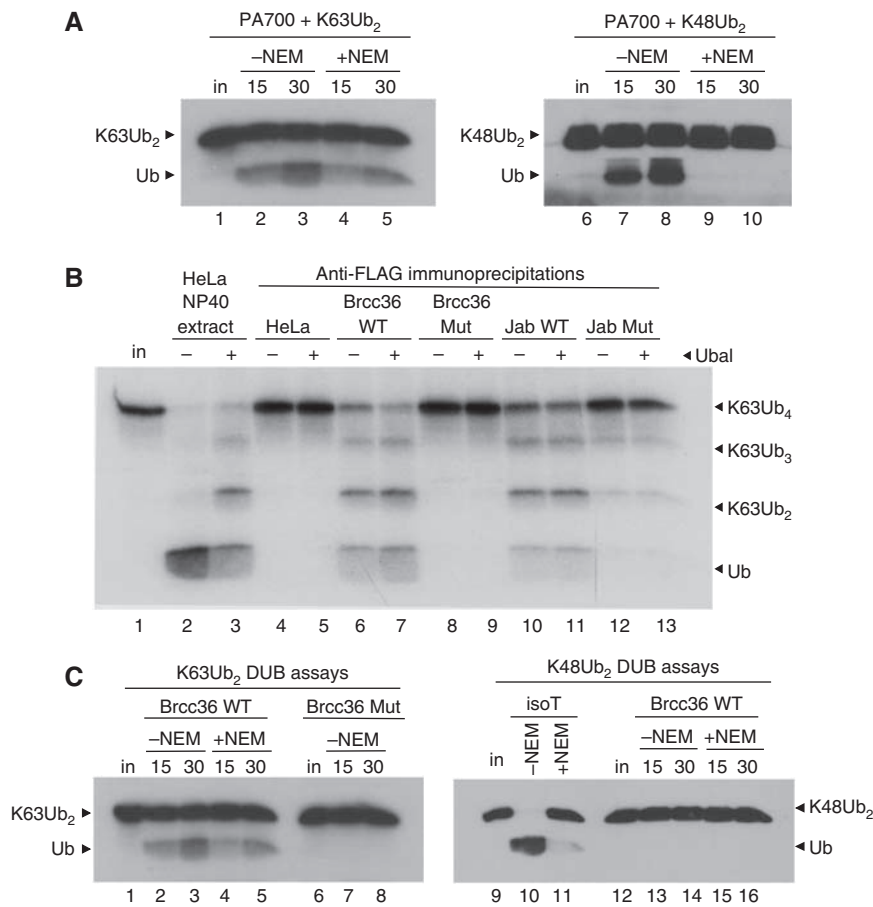 A
PA700 + K63Ub2
PA700 + K48Ub2
–NEM +NEM
–NEM +NEM
in 15 30 15 30
in 15 30 15 30
K63Ub2
Ub
K48Ub2
Ub
1 2 3 4 5
6 7 8 9 10
B
HeLa NP40 extract
Anti-FLAG immunoprecipitations
HeLa
Brcc36 WT
Brcc36 Mut
Jab WT
Jab Mut
in – + – + – + – + – + – + Ubal
K63Ub4
K63Ub3
K63Ub2
Ub
1 2 3 4 5 6 7 8 9 10 11 12 13
C
K63Ub2 DUB assays
Brcc36 WT
Brcc36 Mut
–NEM +NEM
–NEM
in 15 30 15 30
in 15 30
K63Ub2
Ub
1 2 3 4 5 6 7 8
K48Ub2 DUB assays
isoT
Brcc36 WT
in –NEM +NEM
–NEM +NEM
in 15 30 15 30
K48Ub2
Ub
9 10 11 12 13 14 15 16